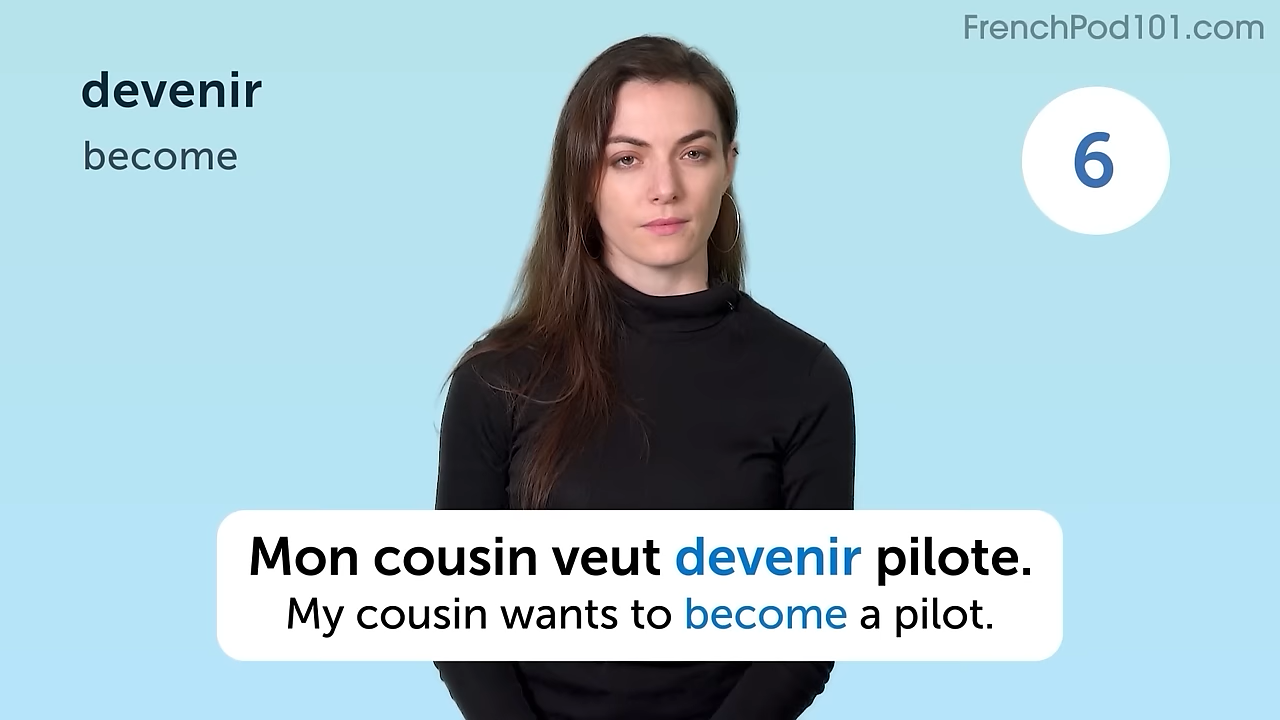 FrenchPod101.com
devenir
become
6
Mon cousin veut devenir pilote.
My cousin wants to become a pilot.